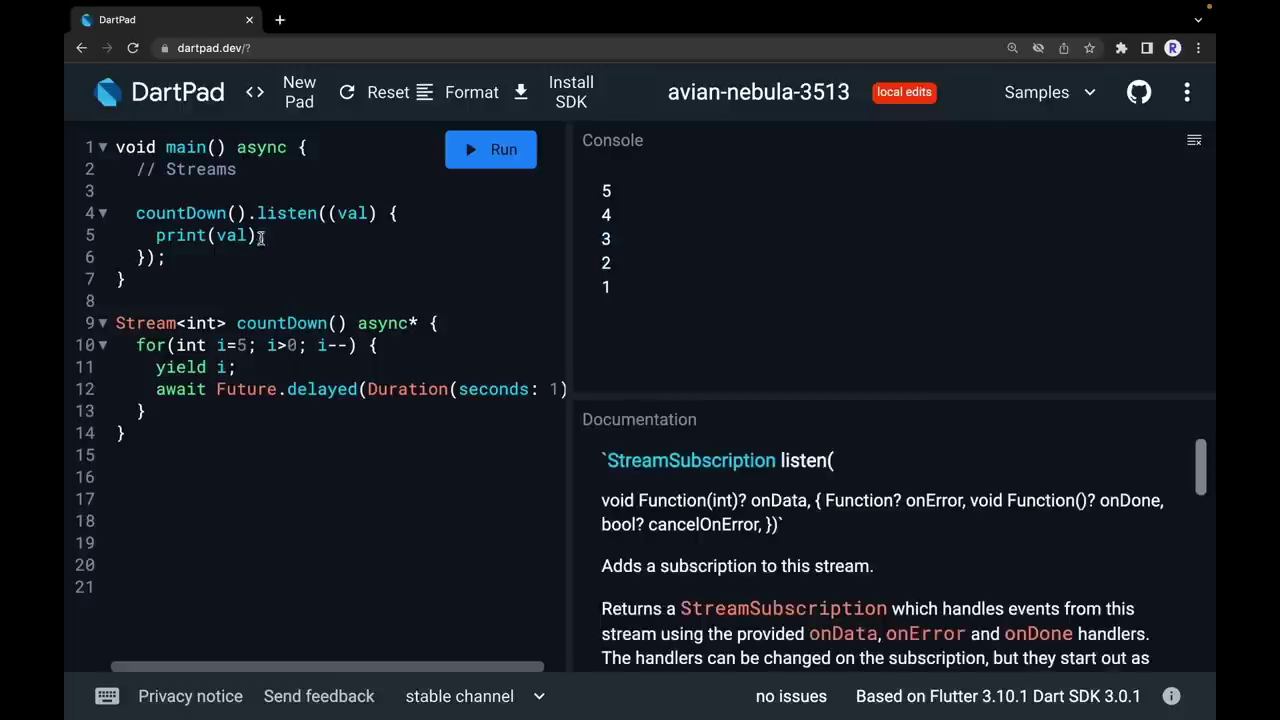 DartPad
dartpad.dev/?
R
DartPad
<>
New Pad
Reset
Format
Install SDK
avian-nebula-3513
local edits
Samples
1 void main() async {
2 // Streams
3
4 countDown().listen((val) {
5 print(val);
6 });
7 }
8
9 Stream<int> countDown() async* {
10 for(int i=5; i>0; i--) {
11 yield i;
12 await Future.delayed(Duration(seconds: 1)
13 }
14 }
15
16
17
18
19
20
21
Run
Console
5
4
3
2
1
Documentation
`StreamSubscription listen(
void Function(int)? onData, { Function? onError, void Function()? onDone,
bool? cancelOnError, })`
Adds a subscription to this stream.
Returns a StreamSubscription which handles events from this
stream using the provided onData, onError and onDone handlers.
The handlers can be changed on the subscription, but they start out as
Privacy notice
Send feedback
stable channel
no issues
Based on Flutter 3.10.1 Dart SDK 3.0.1